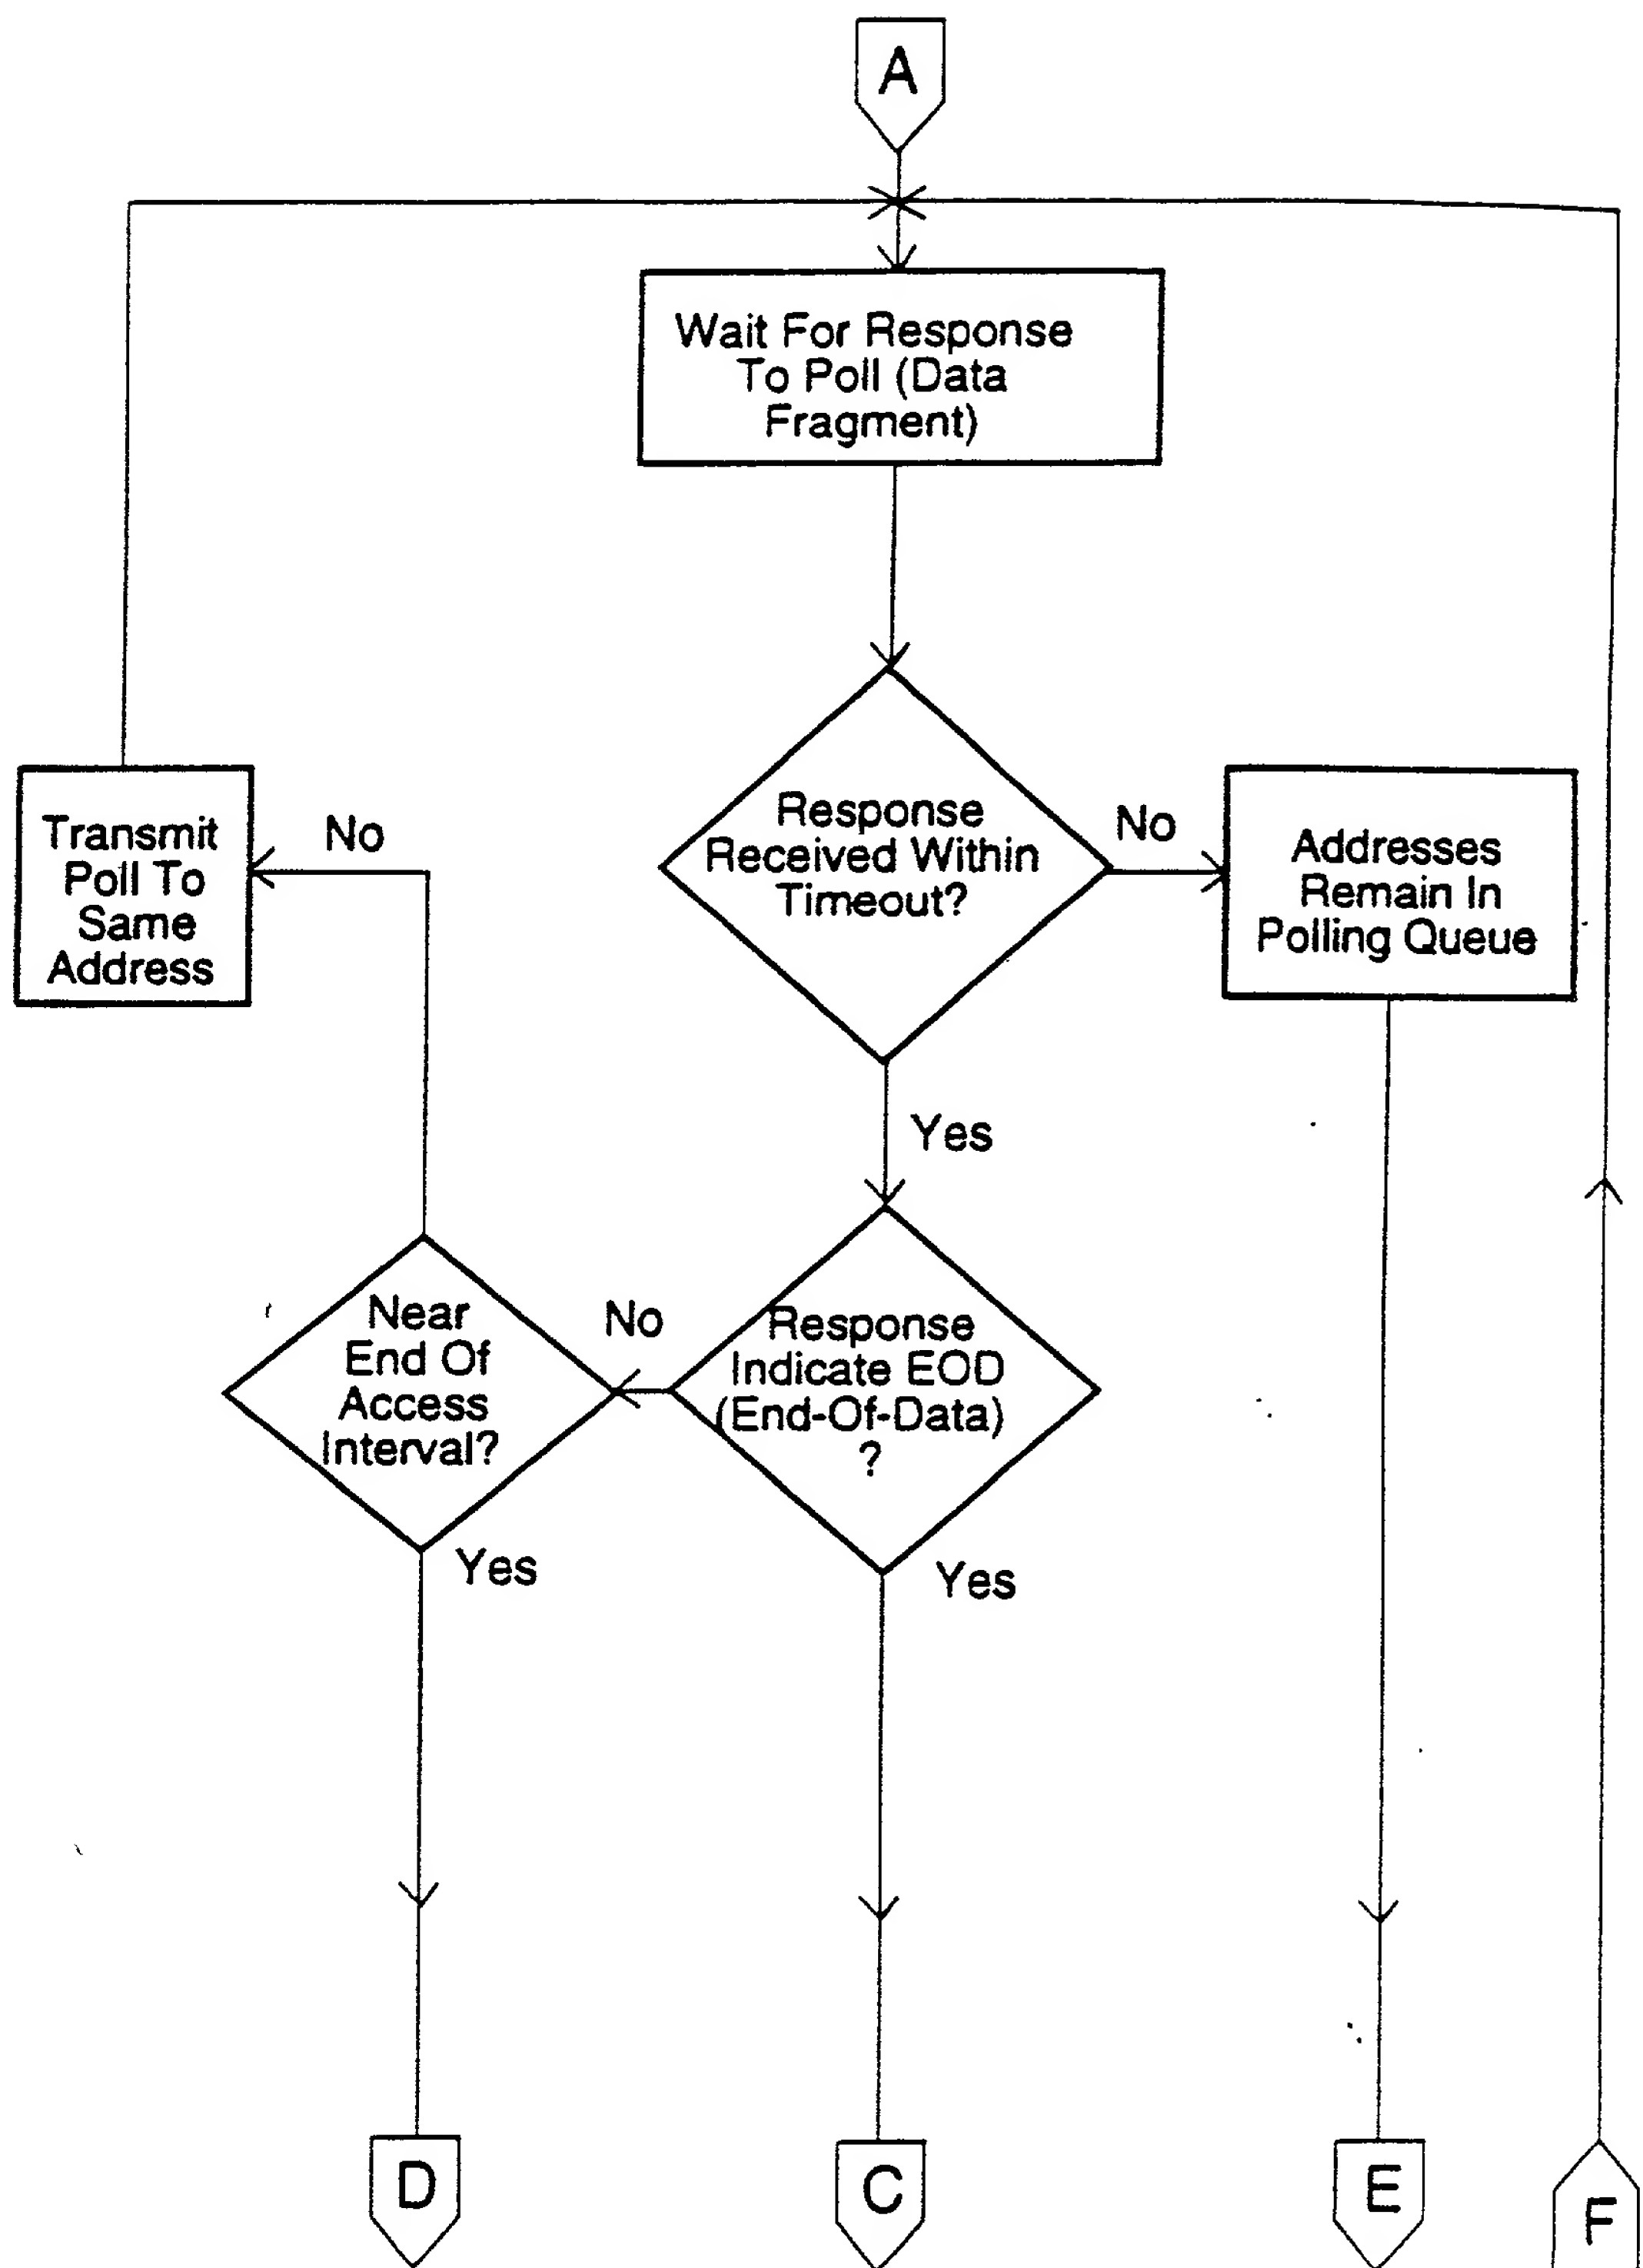 A
Wait For Response
To Poll (Data
Fragment)
Response
Received Within
Timeout?
No
Addresses
Remain In
Polling Queue
Transmit
Poll To
Same
Address
No
Yes
Near
End Of
Access
Interval?
No
Response
Indicate EOD
(End-Of-Data)
?
Yes
Yes
D
C
E
F